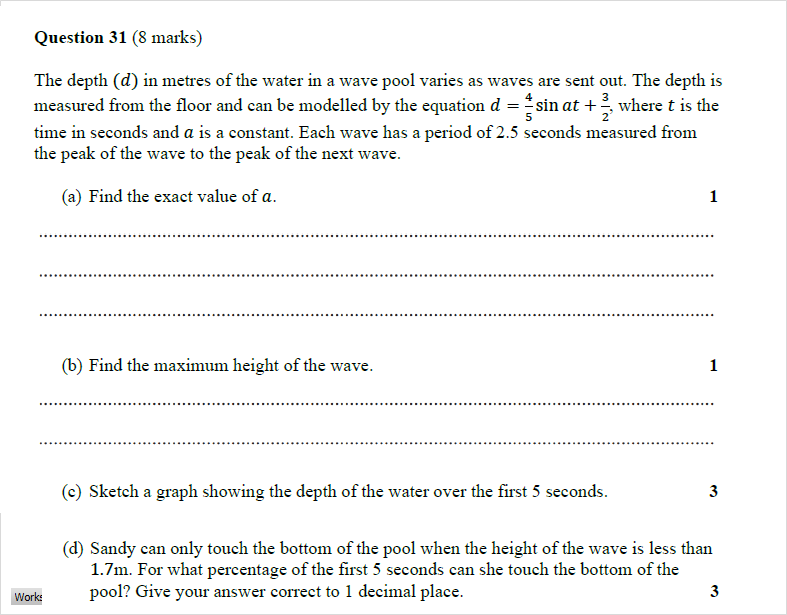 Question 31 (8 marks)
The depth (d) in metres of the water in a wave pool varies as waves are sent out. The depth is
measured from the floor and can be modelled by the equation d = 4/5 sin at + 3/2, where t is the
time in seconds and a is a constant. Each wave has a period of 2.5 seconds measured from
the peak of the wave to the peak of the next wave.
(a) Find the exact value of a. 1
(b) Find the maximum height of the wave. 1
(c) Sketch a graph showing the depth of the water over the first 5 seconds. 3
(d) Sandy can only touch the bottom of the pool when the height of the wave is less than
1.7m. For what percentage of the first 5 seconds can she touch the bottom of the
pool? Give your answer correct to 1 decimal place. 3